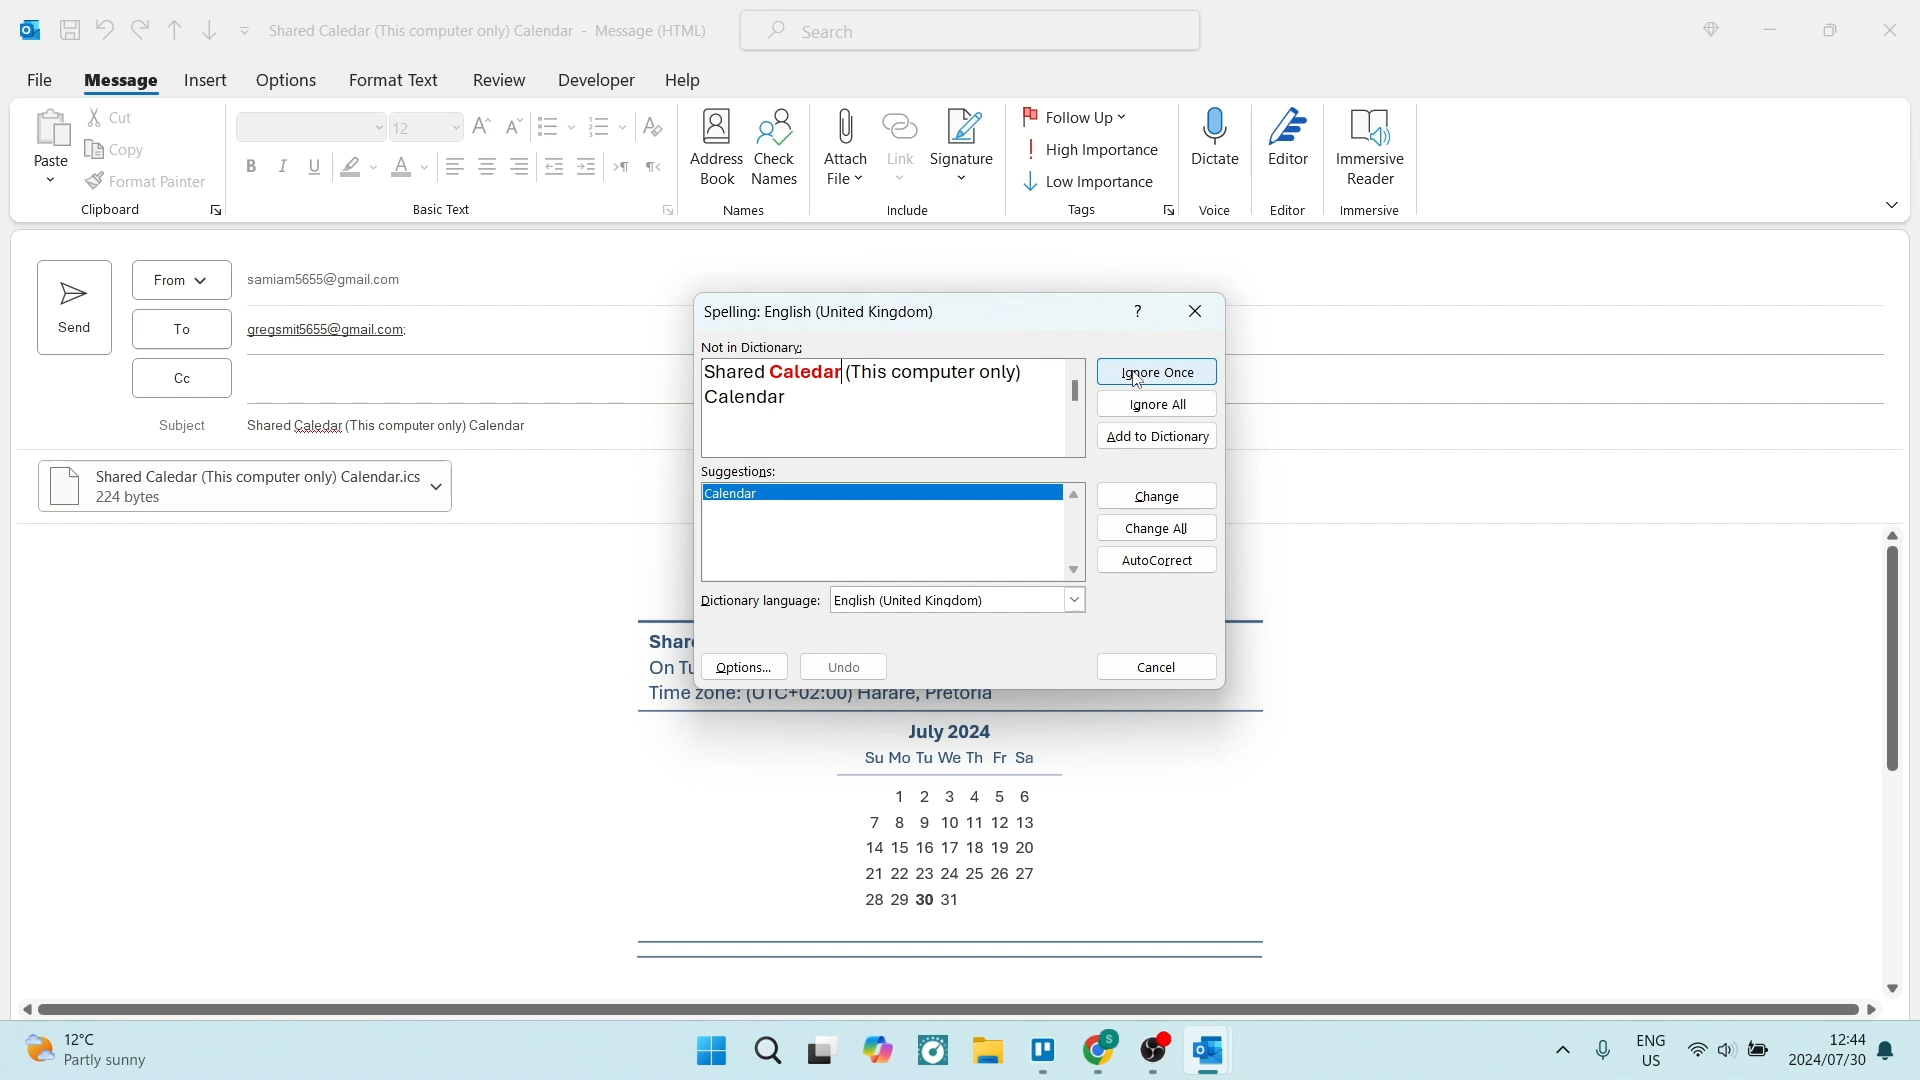 Shared Caledar (This computer only) Calendar - Message (HTML)
Search
File Message Insert Options Format Text Review Developer Help
Paste
Cut
Copy
Format Painter
Clipboard
12
B I U
A
Basic Text
Address Book
Check Names
Names
Attach File
Link
Signature
Include
Follow Up
High Importance
Low Importance
Tags
Dictate
Voice
Editor
Editor
Immersive Reader
Immersive
Send
From
samiam5655@gmail.com
To
gregsmit5655@gmail.com;
Cc
Subject
Shared Caledar (This computer only) Calendar
Shared Caledar (This computer only) Calendar.ics
224 bytes
Spelling: English (United Kingdom)
?
Not in Dictionary:
Shared Caledar (This computer only)
Calendar
Ignore Once
Ignore All
Add to Dictionary
Suggestions:
Calendar
Change
Change All
AutoCorrect
Dictionary language: English (United Kingdom)
Options...
Undo
Cancel
Time zone: (UTC+02:00) Harare, Pretoria
July 2024
Su Mo Tu We Th Fr Sa
1 2 3 4 5 6
7 8 9 10 11 12 13
14 15 16 17 18 19 20
21 22 23 24 25 26 27
28 29 30 31
12°C
Partly sunny
S
ENG
US
12:44
2024/07/30